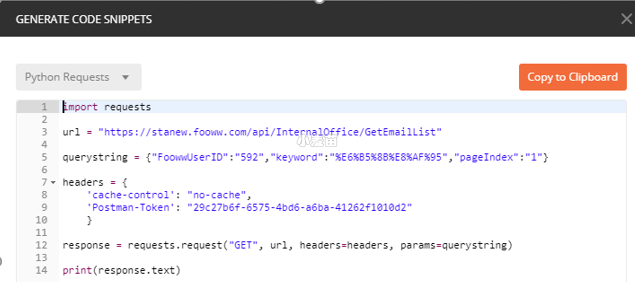 GENERATE CODE SNIPPETS
Python Requests
Copy to Clipboard
1 import requests
2
3 url = "https://stanew.fooww.com/api/InternalOffice/GetEmailList"
4
5 querystring = {"FoowwUserID":"592","keyword":"%E6%B5%8B%E8%AF%95","pageIndex":"1"}
6
7 headers = {
8 'cache-control': "no-cache",
9 'Postman-Token': "29c27b6f-6575-4bd6-a6ba-41262f1010d2"
10 }
11
12 response = requests.request("GET", url, headers=headers, params=querystring)
13
14 print(response.text)